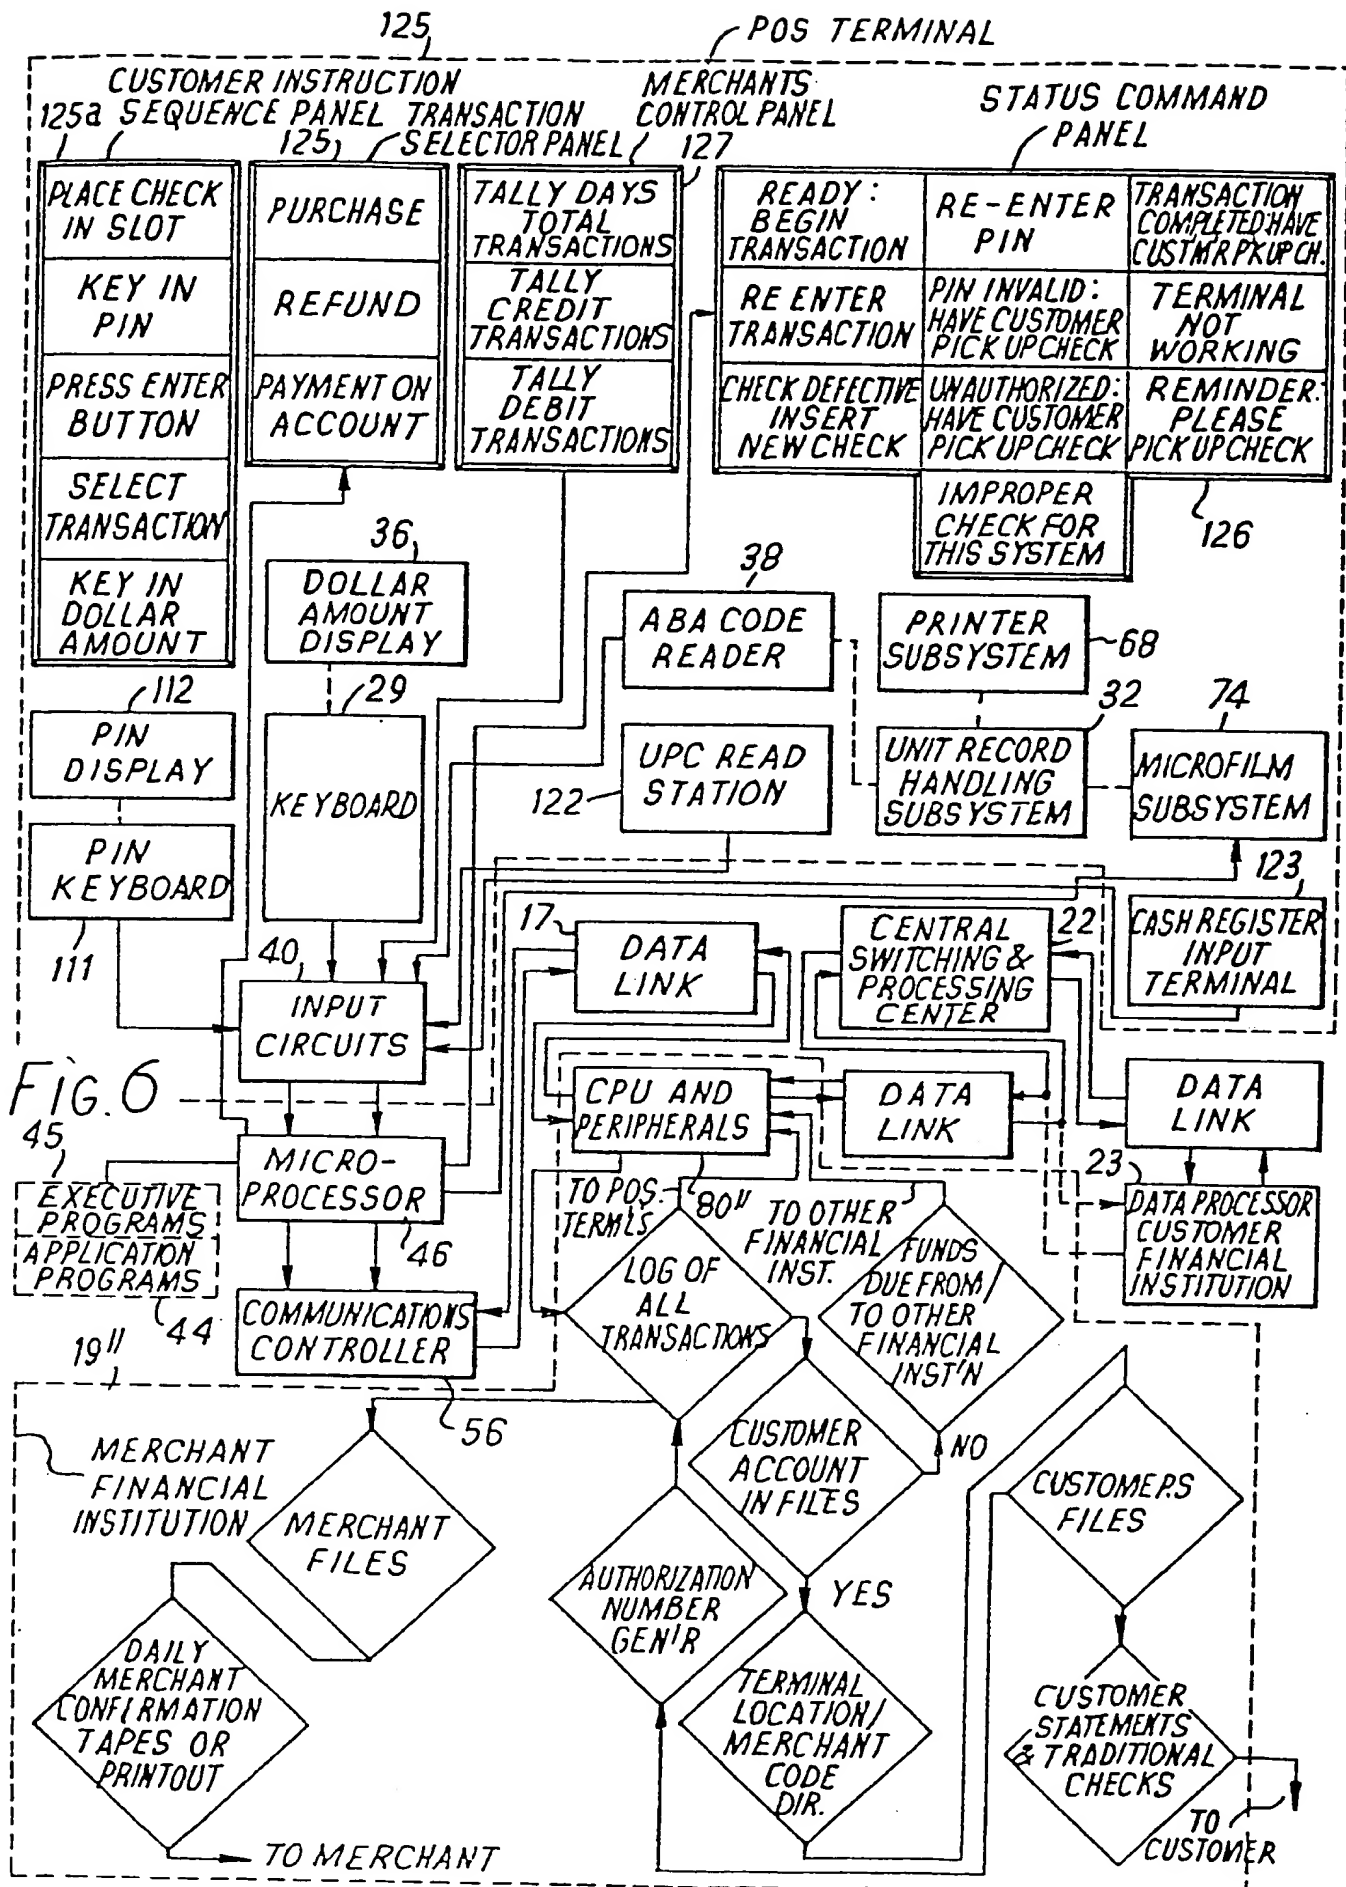 125
POS TERMINAL
CUSTOMER INSTRUCTION
SEQUENCE PANEL
125a
TRANSACTION
SELECTOR PANEL
125
MERCHANTS
CONTROL PANEL
127
STATUS COMMAND
PANEL
PLACE CHECK
IN SLOT
KEY IN
PIN
PRESS ENTER
BUTTON
SELECT
TRANSACTION
KEY IN
DOLLAR
AMOUNT
PURCHASE
REFUND
PAYMENT ON
ACCOUNT
TALLY DAYS
TOTAL
TRANSACTIONS
TALLY
CREDIT
TRANSACTIONS
TALLY
DEBIT
TRANSACTIONS
READY:
BEGIN
TRANSACTION
RE-ENTER
PIN
TRANSACTION
COMPLETED:HAVE
CUSTM'R PK UP CH.
RE ENTER
TRANSACTION
PIN INVALID:
HAVE CUSTOMER
PICK UP CHECK
TERMINAL
NOT
WORKING
CHECK DEFECTIVE
INSERT
NEW CHECK
UNAUTHORIZED:
HAVE CUSTOMER
PICK UP CHECK
REMINDER:
PLEASE
PICK UP CHECK
IMPROPER
CHECK FOR
THIS SYSTEM
126
36
DOLLAR
AMOUNT
DISPLAY
38
ABA CODE
READER
PRINTER
SUBSYSTEM
68
112
PIN
DISPLAY
29
KEYBOARD
UPC READ
STATION
122
32
UNIT RECORD
HANDLING
SUBSYSTEM
74
MICROFILM
SUBSYSTEM
PIN
KEYBOARD
111
40
INPUT
CIRCUITS
17
DATA
LINK
CENTRAL
SWITCHING &
PROCESSING
CENTER
22
123
CASH REGISTER
INPUT
TERMINAL
FIG. 6
CPU AND
PERIPHERALS
80"
DATA
LINK
DATA
LINK
45
EXECUTIVE
PROGRAMS
APPLICATION
PROGRAMS
44
MICRO-
PROCESSOR
46
TO POS.
TERM'LS
TO OTHER
FINANCIAL
INST.
23
DATA PROCESSOR
CUSTOMER
FINANCIAL
INSTITUTION
COMMUNICATIONS
CONTROLLER
56
LOG OF
ALL
TRANSACTIONS
FUNDS
DUE FROM/
TO OTHER
FINANCIAL
INST'N
19"
MERCHANT
FINANCIAL
INSTITUTION
MERCHANT
FILES
CUSTOMER
ACCOUNT
IN FILES
NO
YES
CUSTOMERS
FILES
AUTHORIZATION
NUMBER
GEN'R
DAILY
MERCHANT
CONFIRMATION
TAPES OR
PRINTOUT
TERMINAL
LOCATION/
MERCHANT
CODE
DIR.
CUSTOMER
STATEMENTS
& TRADITIONAL
CHECKS
TO MERCHANT
TO
CUSTOMER